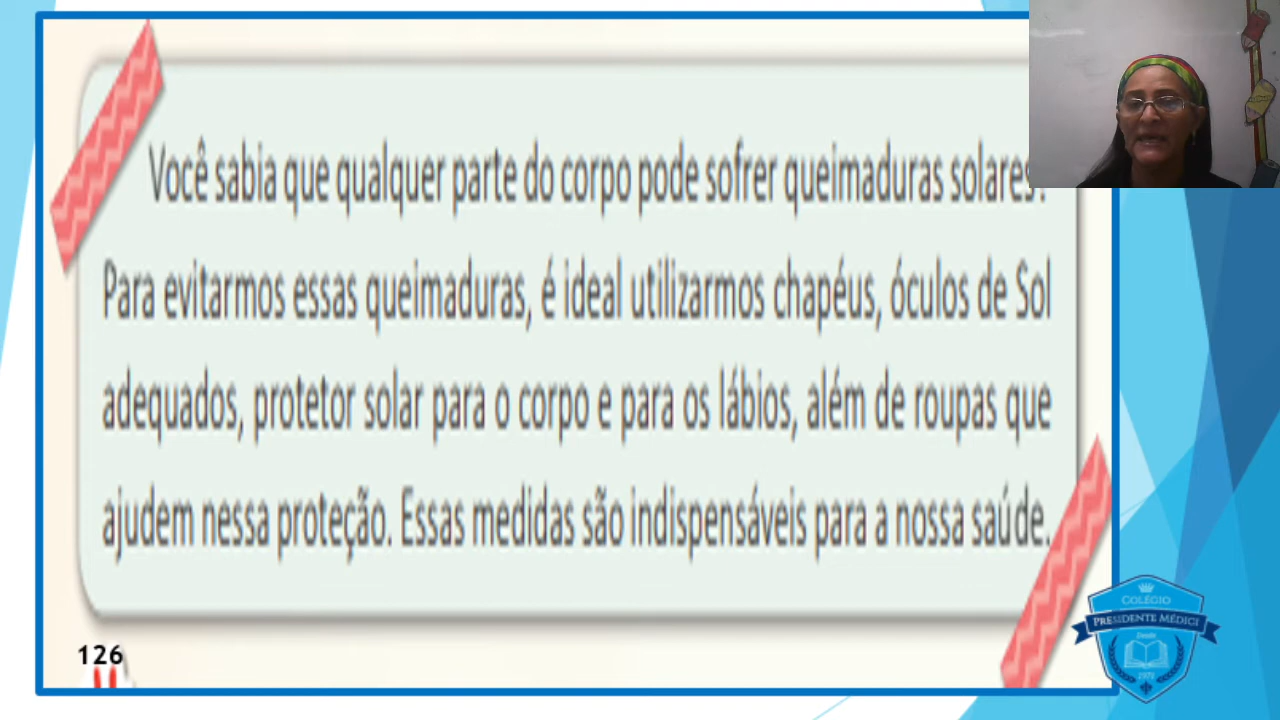 Você sabia que qualquer parte do corpo pode sofrer queimaduras solares?
Para evitarmos essas queimaduras, é ideal utilizarmos chapéus, óculos de Sol
adequados, protetor solar para o corpo e para os lábios, além de roupas que
ajudem nessa proteção. Essas medidas são indispensáveis para a nossa saúde.
126
COLÉGIO
PRESIDENTE MÉDICI
Desde
1971